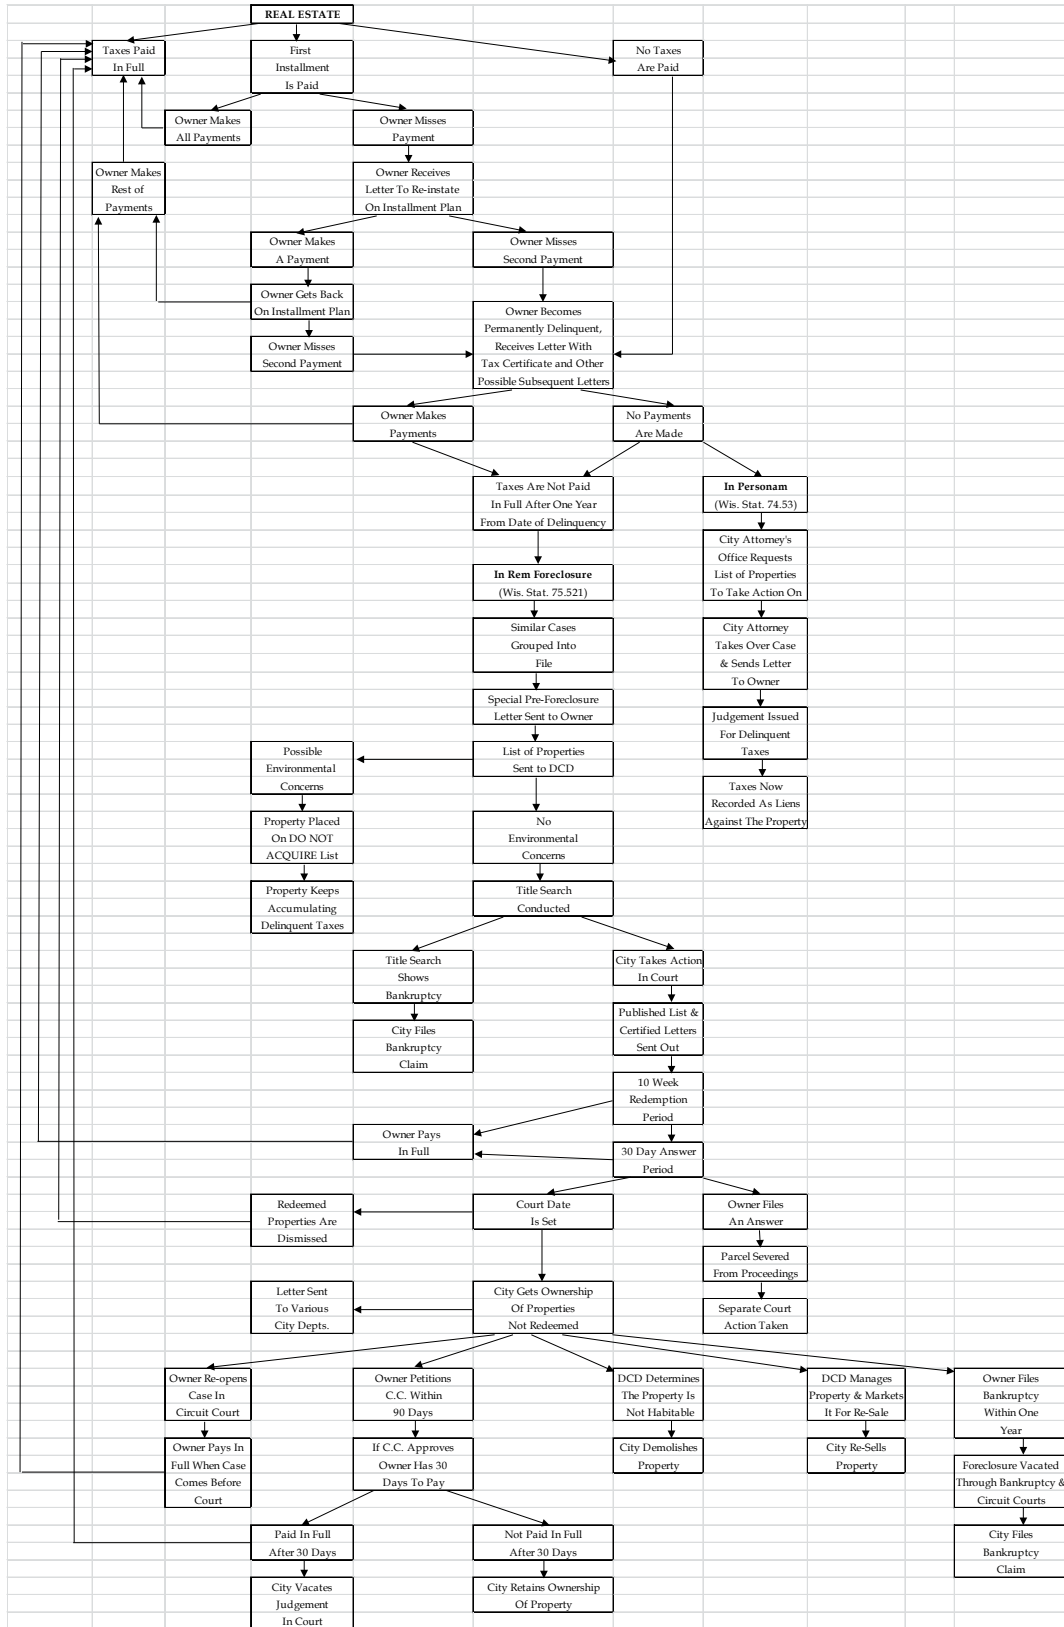 REAL ESTATE
Taxes Paid
In Full
First
Installment
Is Paid
No Taxes
Are Paid
Owner Makes
All Payments
Owner Misses
Payment
Owner Makes
Rest of
Payments
Owner Receives
Letter To Re-instate
On Installment Plan
Owner Makes
A Payment
Owner Misses
Second Payment
Owner Gets Back
On Installment Plan
Owner Becomes
Permanently Delinquent,
Receives Letter With
Tax Certificate and Other
Possible Subsequent Letters
Owner Misses
Second Payment
Owner Makes
Payments
No Payments
Are Made
Taxes Are Not Paid
In Full After One Year
From Date of Delinquency
In Personam
(Wis. Stat. 74.53)
City Attorney's
Office Requests
List of Properties
To Take Action On
In Rem Foreclosure
(Wis. Stat. 75.521)
Similar Cases
Grouped Into
File
City Attorney
Takes Over Case
& Sends Letter
To Owner
Special Pre-Foreclosure
Letter Sent to Owner
Judgement Issued
For Delinquent
Taxes
Possible
Environmental
Concerns
List of Properties
Sent to DCD
Taxes Now
Recorded As Liens
Against The Property
Property Placed
On DO NOT
ACQUIRE List
No
Environmental
Concerns
Property Keeps
Accumulating
Delinquent Taxes
Title Search
Conducted
Title Search
Shows
Bankruptcy
City Takes Action
In Court
City Files
Bankruptcy
Claim
Published List &
Certified Letters
Sent Out
10 Week
Redemption
Period
Owner Pays
In Full
30 Day Answer
Period
Redeemed
Properties Are
Dismissed
Court Date
Is Set
Owner Files
An Answer
Parcel Severed
From Proceedings
Letter Sent
To Various
City Depts.
City Gets Ownership
Of Properties
Not Redeemed
Separate Court
Action Taken
Owner Re-opens
Case In
Circuit Court
Owner Petitions
C.C. Within
90 Days
DCD Determines
The Property Is
Not Habitable
DCD Manages
Property & Markets
It For Re-Sale
Owner Files
Bankruptcy
Within One
Year
Owner Pays In
Full When Case
Comes Before
Court
If C.C. Approves
Owner Has 30
Days To Pay
City Demolishes
Property
City Re-Sells
Property
Foreclosure Vacated
Through Bankruptcy &
Circuit Courts
Paid In Full
After 30 Days
Not Paid In Full
After 30 Days
City Files
Bankruptcy
Claim
City Vacates
Judgement
In Court
City Retains Ownership
Of Property